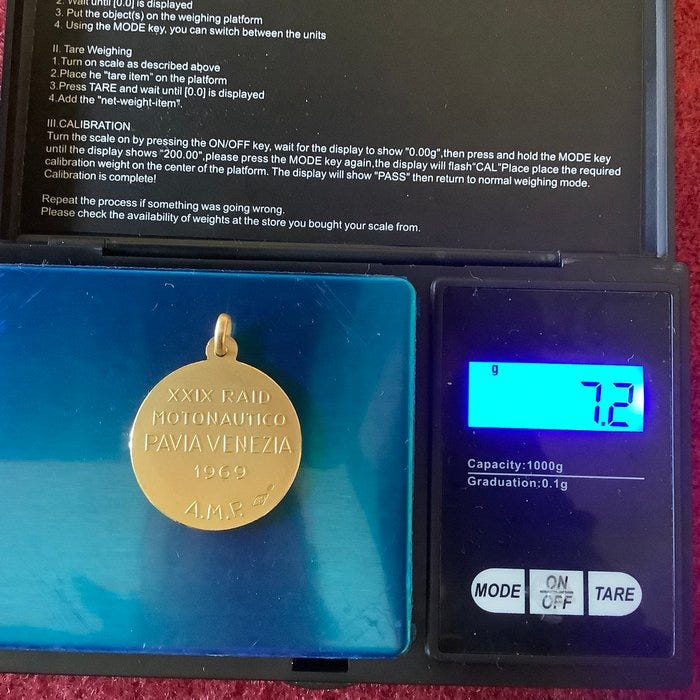 2. Wait until [0.0] is displayed
3. Put the object(s) on the weighing platform
4. Using the MODE key, you can switch between the units
II. Tare Weighing
1.Turn on scale as described above
2.Place he "tare item" on the platform
3.Press TARE and wait until [0.0] is displayed
4.Add the "net-weight-item".
III.CALIBRATION
Turn the scale on by pressing the ON/OFF key, wait for the display to show "0.00g",then press and hold the MODE key
until the display shows "200.00",please press the MODE key again,the display will flash"CAL"Place place the required
calibration weight on the center of the platform. The display will show "PASS" then return to normal weighing mode.
Calibration is complete!
Repeat the process if something was going wrong.
Please check the availability of weights at the store you bought your scale from.
XXIX RAID
MOTONAUTICO
PAVIA VENEZIA
1969
A.M.P.
g
7.2
Capacity:1000g
Graduation:0.1g
MODE
ON
OFF
TARE